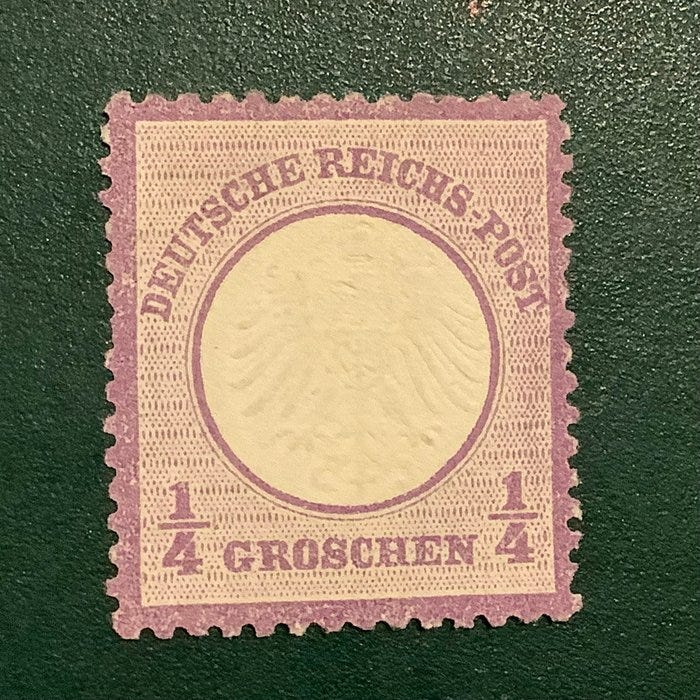 DEUTSCHE REICHS-POST
1/4 GROSCHEN 1/4